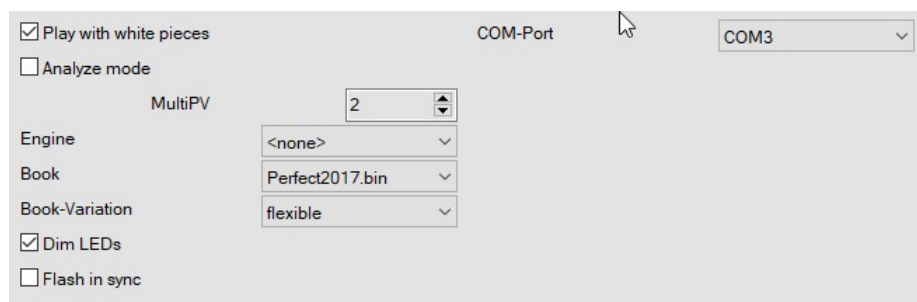 Play with white pieces COM-Port COM3
Analyze mode
MultiPV 2
Engine <none>
Book Perfect2017.bin
Book-Variation flexible
Dim LEDs
Flash in sync